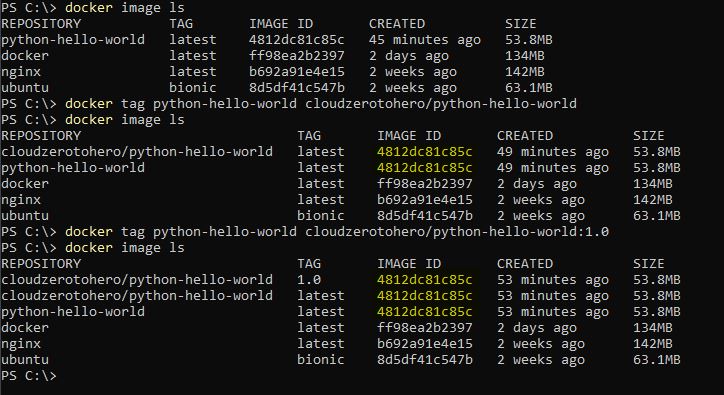 PS C:\> docker image ls
REPOSITORY TAG IMAGE ID CREATED SIZE
python-hello-world latest 4812dc81c85c 45 minutes ago 53.8MB
docker latest ff98ea2b2397 2 days ago 134MB
nginx latest b692a91e4e15 2 weeks ago 142MB
ubuntu bionic 8d5df41c547b 2 weeks ago 63.1MB
PS C:\> docker tag python-hello-world cloudzerotohero/python-hello-world
PS C:\> docker image ls
REPOSITORY TAG IMAGE ID CREATED SIZE
cloudzerotohero/python-hello-world latest 4812dc81c85c 49 minutes ago 53.8MB
python-hello-world latest 4812dc81c85c 49 minutes ago 53.8MB
docker latest ff98ea2b2397 2 days ago 134MB
nginx latest b692a91e4e15 2 weeks ago 142MB
ubuntu bionic 8d5df41c547b 2 weeks ago 63.1MB
PS C:\> docker tag python-hello-world cloudzerotohero/python-hello-world:1.0
PS C:\> docker image ls
REPOSITORY TAG IMAGE ID CREATED SIZE
cloudzerotohero/python-hello-world 1.0 4812dc81c85c 53 minutes ago 53.8MB
cloudzerotohero/python-hello-world latest 4812dc81c85c 53 minutes ago 53.8MB
python-hello-world latest 4812dc81c85c 53 minutes ago 53.8MB
docker latest ff98ea2b2397 2 days ago 134MB
nginx latest b692a91e4e15 2 weeks ago 142MB
ubuntu bionic 8d5df41c547b 2 weeks ago 63.1MB
PS C:\>